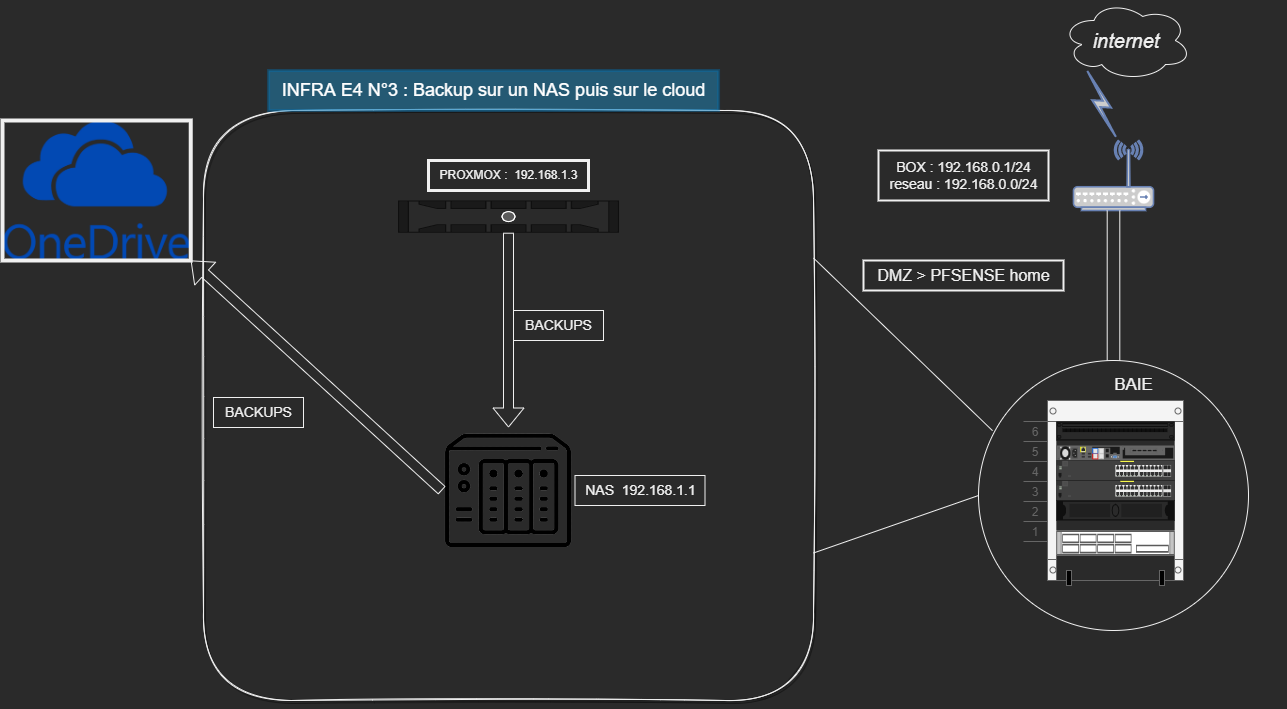 internet
INFRA E4 N°3 : Backup sur un NAS puis sur le cloud
PROXMOX : 192.168.1.3
BOX : 192.168.0.1/24
reseau : 192.168.0.0/24
OneDrive
DMZ > PFSENSE home
BACKUPS
BAIE
BACKUPS
6
5
4
3
2
1
NAS 192.168.1.1